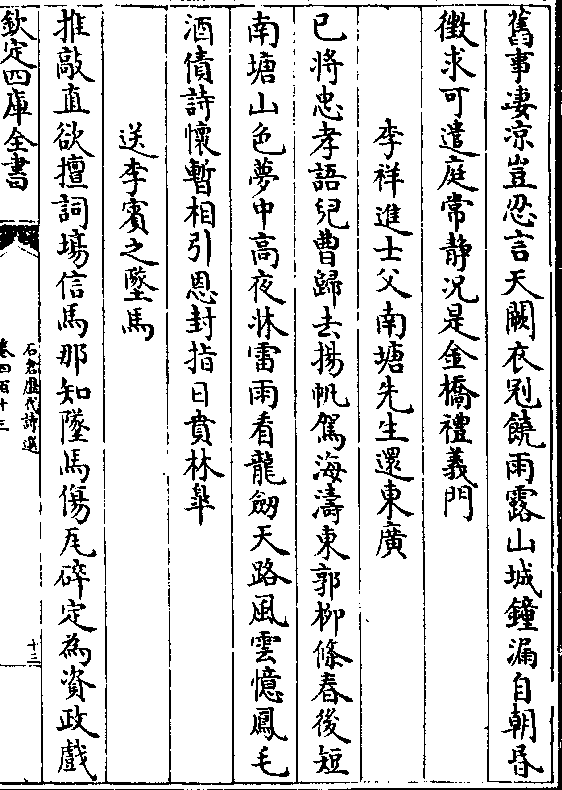 舊事凄凉豈忍言天闕衣冠饒雨露山城鐘漏自朝昏
徵求可遣庭常静況是金橋禮義門
李祥進士父南塘先生還東廣
已將忠孝語兒曹歸去揚帆駕海濤東郭柳條春後短
南塘山色夢中高夜牀雷雨看龍劒天路風雲憶鳳毛
酒債詩懷暫相引恩封指日賁林臯
送李賓之墜馬
推敲直欲擅詞塲信馬那知墜馬傷瓦碎定為資政戲
欽定四庫全書
石倉歷代詩選
卷四百十三
十三